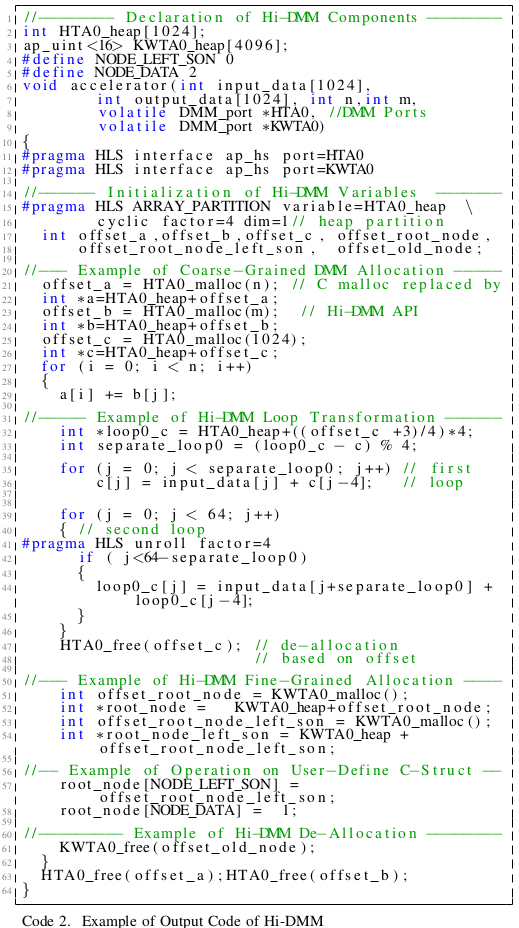 1 //-------- Declaration of Hi-DMM Components --------
2 int HTA0_heap[1024];
3 ap_uint<16> KWTA0_heap[4096];
4 #define NODE_LEFT_SON 0
5 #define NODE_DATA 2
6 void accelerator(int input_data[1024],
7 int output_data[1024], int n,int m,
8 volatile DMM_port *HTA0, //DMM Ports
9 volatile DMM_port *KWTA0)
10 {
11 #pragma HLS interface ap_hs port=HTA0
12 #pragma HLS interface ap_hs port=KWTA0
13
14 //------ Initialization of Hi-DMM Variables -------
15 #pragma HLS ARRAY_PARTITION variable=HTA0_heap \
16 cyclic factor=4 dim=1// heap partition
17 int offset_a,offset_b,offset_c, offset_root_node,
18 offset_root_node_left_son, offset_old_node;
19
20 //--- Example of Coarse-Grained DMM Allocation -----
21 offset_a = HTA0_malloc(n); // C malloc replaced by
22 int *a=HTA0_heap+offset_a;
23 offset_b = HTA0_malloc(m); // Hi-DMM API
24 int *b=HTA0_heap+offset_b;
25 offset_c = HTA0_malloc(1024);
26 int *c=HTA0_heap+offset_c;
27 for (i = 0; i < n; i++)
28 {
29 a[i] += b[j];
30
31 //----- Example of Hi-DMM Loop Transformation ------
32 int *loop0_c = HTA0_heap+((offset_c +3)/4)*4;
33 int separate_loop0 = (loop0_c - c) % 4;
34
35 for (j = 0; j < separate_loop0; j++) // first
36 c[j] = input_data[j] + c[j-4]; // loop
37
38
39 for (j = 0; j < 64; j++)
40 { // second loop
41 #pragma HLS unroll factor=4
42 if ( j<64-separate_loop0)
43 {
44 loop0_c[j] = input_data[j+separate_loop0] +
loop0_c[j-4];
45 }
46 }
47 HTA0_free(offset_c); // de-allocation
48 // based on offset
49
50 //--- Example of Hi-DMM Fine-Grained Allocation ----
51 int offset_root_node = KWTA0_malloc();
52 int *root_node = KWTA0_heap+offset_root_node;
53 int offset_root_node_left_son = KWTA0_malloc();
54 int *root_node_left_son = KWTA0_heap +
offset_root_node_left_son;
55
56 //-- Example of Operation on User-Define C-Struct --
57 root_node[NODE_LEFT_SON] =
offset_root_node_left_son;
58 root_node[NODE_DATA] = 1;
59
60 //--------- Example of Hi-DMM De-Allocation --------
61 KWTA0_free(offset_old_node);
62 }
63 HTA0_free(offset_a);HTA0_free(offset_b);
64 }
Code 2. Example of Output Code of Hi-DMM